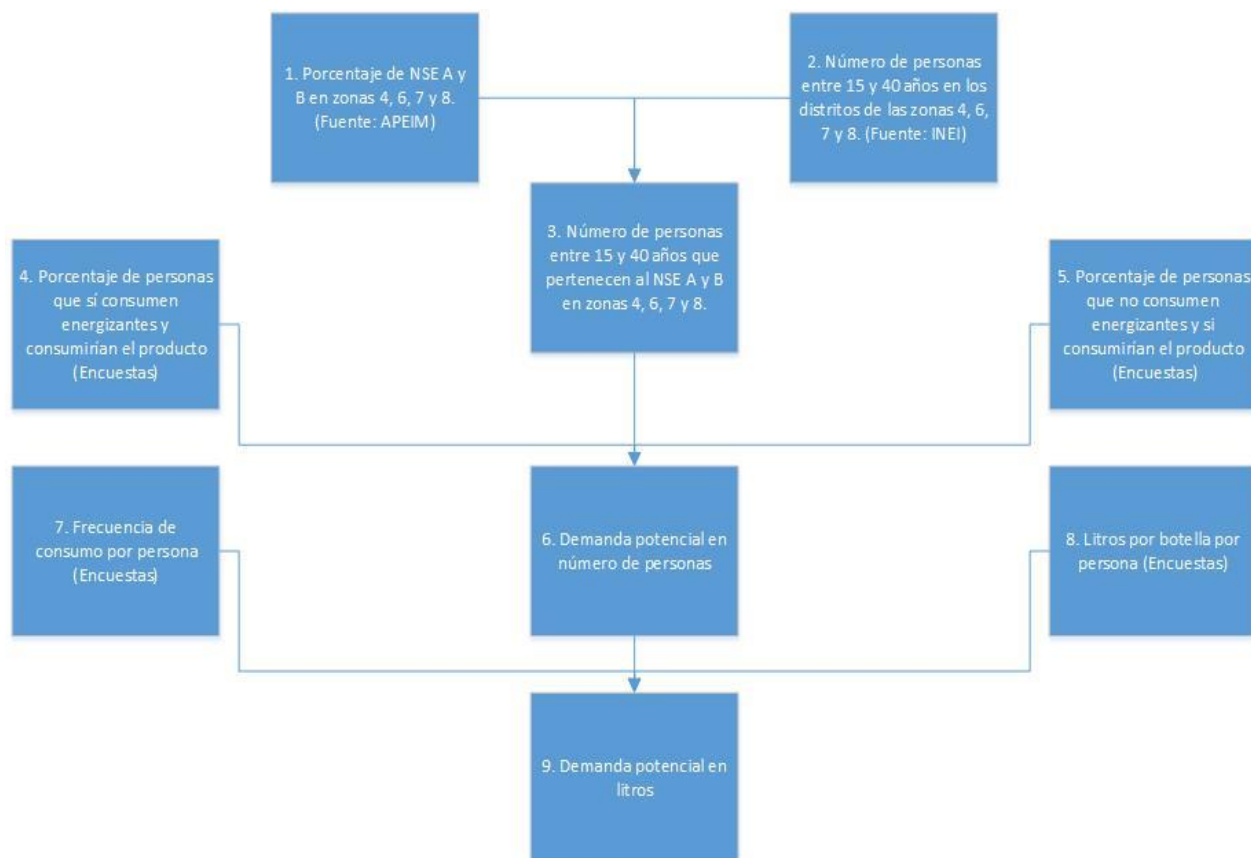 1. Porcentaje de NSE A y
B en zonas 4, 6, 7 y 8.
(Fuente: APEIM)
2. Número de personas
entre 15 y 40 años en los
distritos de las zonas 4, 6,
7 y 8. (Fuente: INEI)
3. Número de personas
entre 15 y 40 años que
pertenecen al NSE A y B
en zonas 4, 6, 7 y 8.
4. Porcentaje de personas
que sí consumen
energizantes y
consumirían el producto
(Encuestas)
5. Porcentaje de personas
que no consumen
energizantes y si
consumirían el producto
(Encuestas)
7. Frecuencia de
consumo por persona
(Encuestas)
6. Demanda potencial en
número de personas
8. Litros por botella por
persona (Encuestas)
9. Demanda potencial en
litros